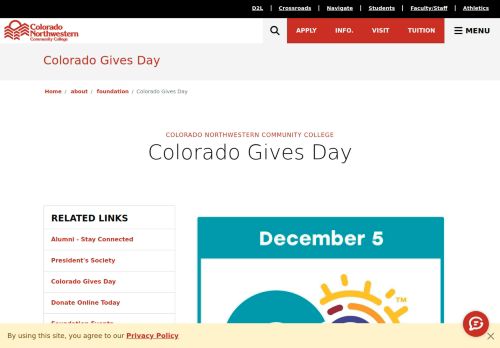 D2L | Crossroads | Navigate | Students | Faculty/Staff | Athletics
Colorado
Northwestern
Community College
APPLY INFO. VISIT TUITION MENU
Colorado Gives Day
Home / about / foundation / Colorado Gives Day
COLORADO NORTHWESTERN COMMUNITY COLLEGE
Colorado Gives Day
RELATED LINKS
Alumni - Stay Connected
President's Society
Colorado Gives Day
Donate Online Today
Foundation Events
December 5
TM
By using this site, you agree to our Privacy Policy